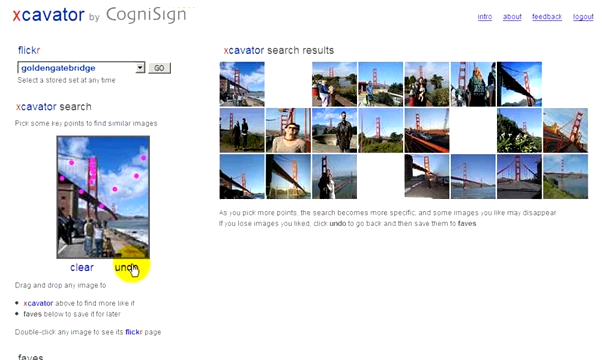 xcavator by CogniSign
intro about feedback logout
flickr
goldengatebridge GO
Select a stored set at any time
xcavator search
Pick some key points to find similar images
clear undo
Drag and drop any image to
xcavator above to find more like it
faves below to save it for later
Double-click any image to see its flickr page
faves
xcavator search results
As you pick more points, the search becomes more specific, and some images you like may disappear
If you lose images you liked, click undo to go back and then save them to faves